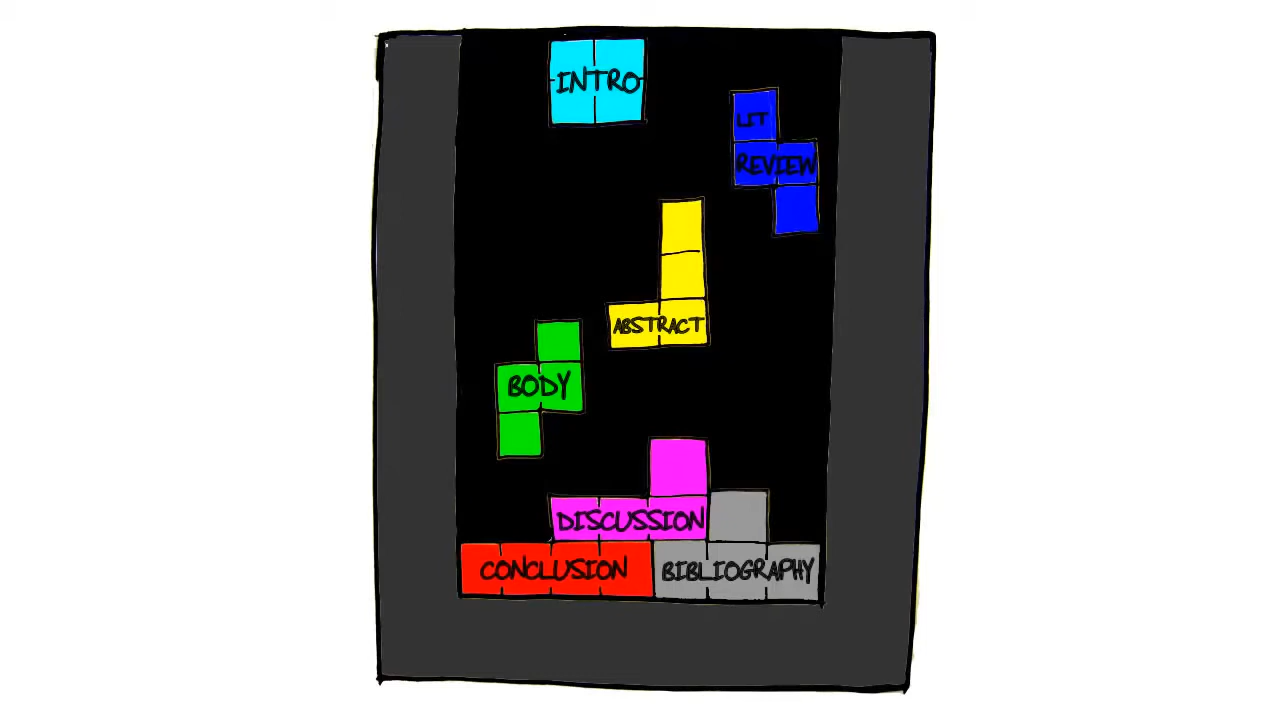 INTRO
LIT
REVIEW
ABSTRACT
BODY
DISCUSSION
CONCLUSION
BIBLIOGRAPHY